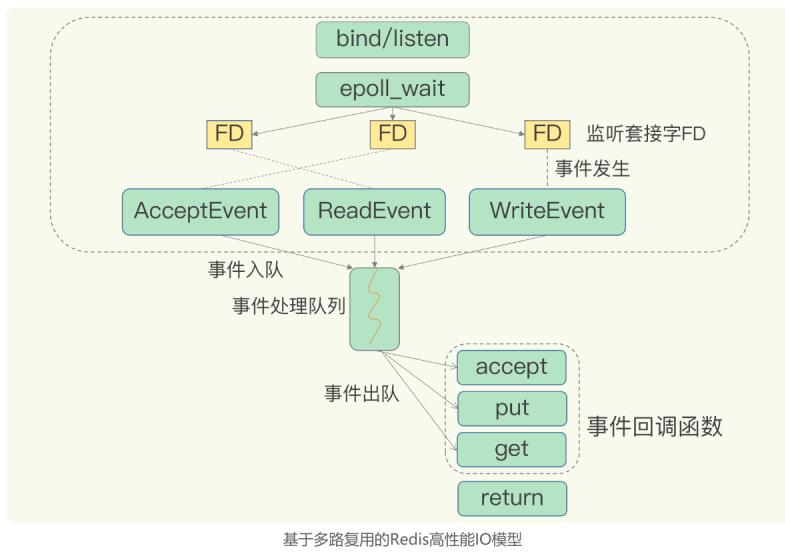 bind/listen
epoll_wait
FD
FD
FD
监听套接字FD
事件发生
AcceptEvent
ReadEvent
WriteEvent
事件入队
事件处理队列
事件出队
accept
put
get
事件回调函数
return
基于多路复用的Redis高性能IO模型